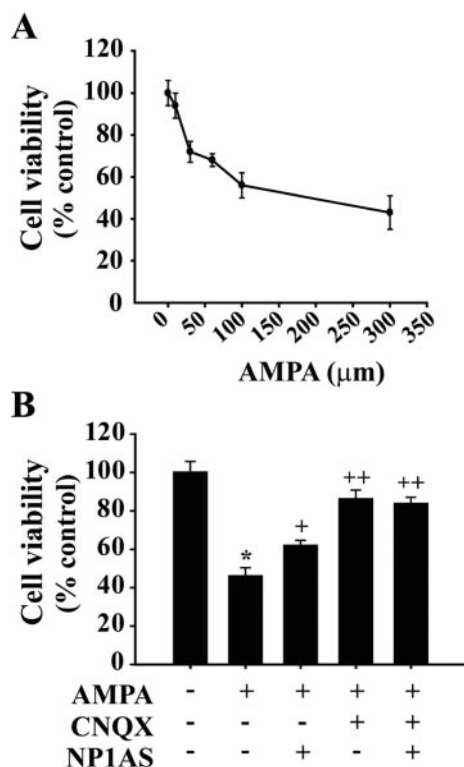 A
Cell viability
(% control)
120
100
80
60
40
20
0
0 50 100 150 200 250 300 350
AMPA (μm)
B
Cell viability
(% control)
120
100
80
60
40
20
0
* + ++ ++
AMPA - + + + +
CNQX - - - + +
NP1AS - - + - +